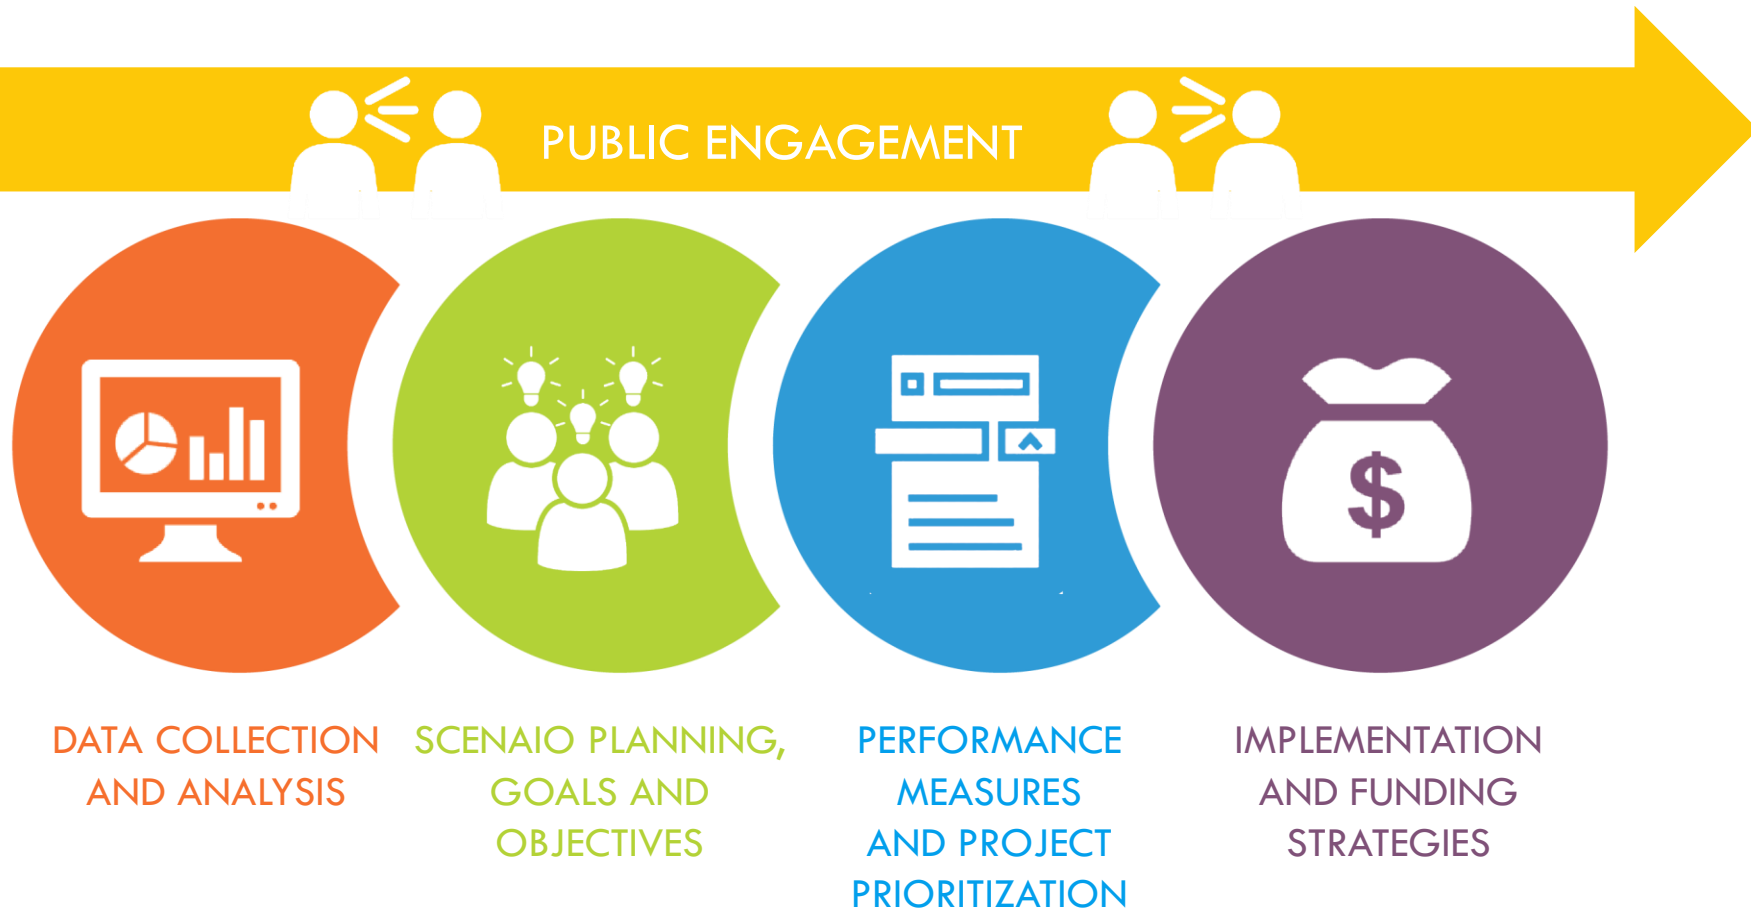 PUBLIC ENGAGEMENT
$
DATA COLLECTION
AND ANALYSIS
SCENAIO PLANNING,
GOALS AND
OBJECTIVES
PERFORMANCE
MEASURES
AND PROJECT
PRIORITIZATION
IMPLEMENTATION
AND FUNDING
STRATEGIES